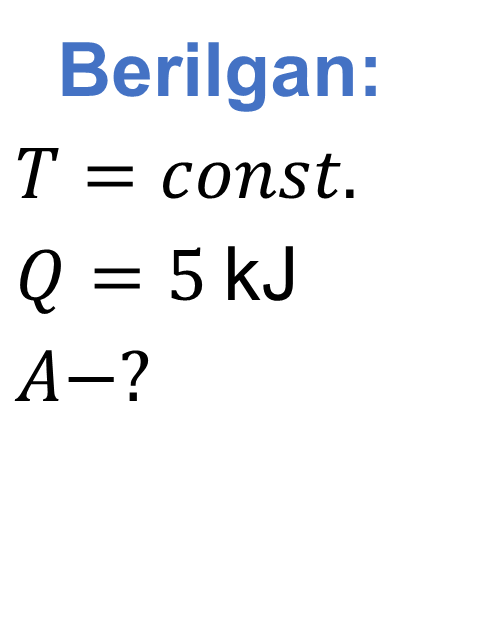 Berilgan:
T = const.
Q = 5 kJ
A−?